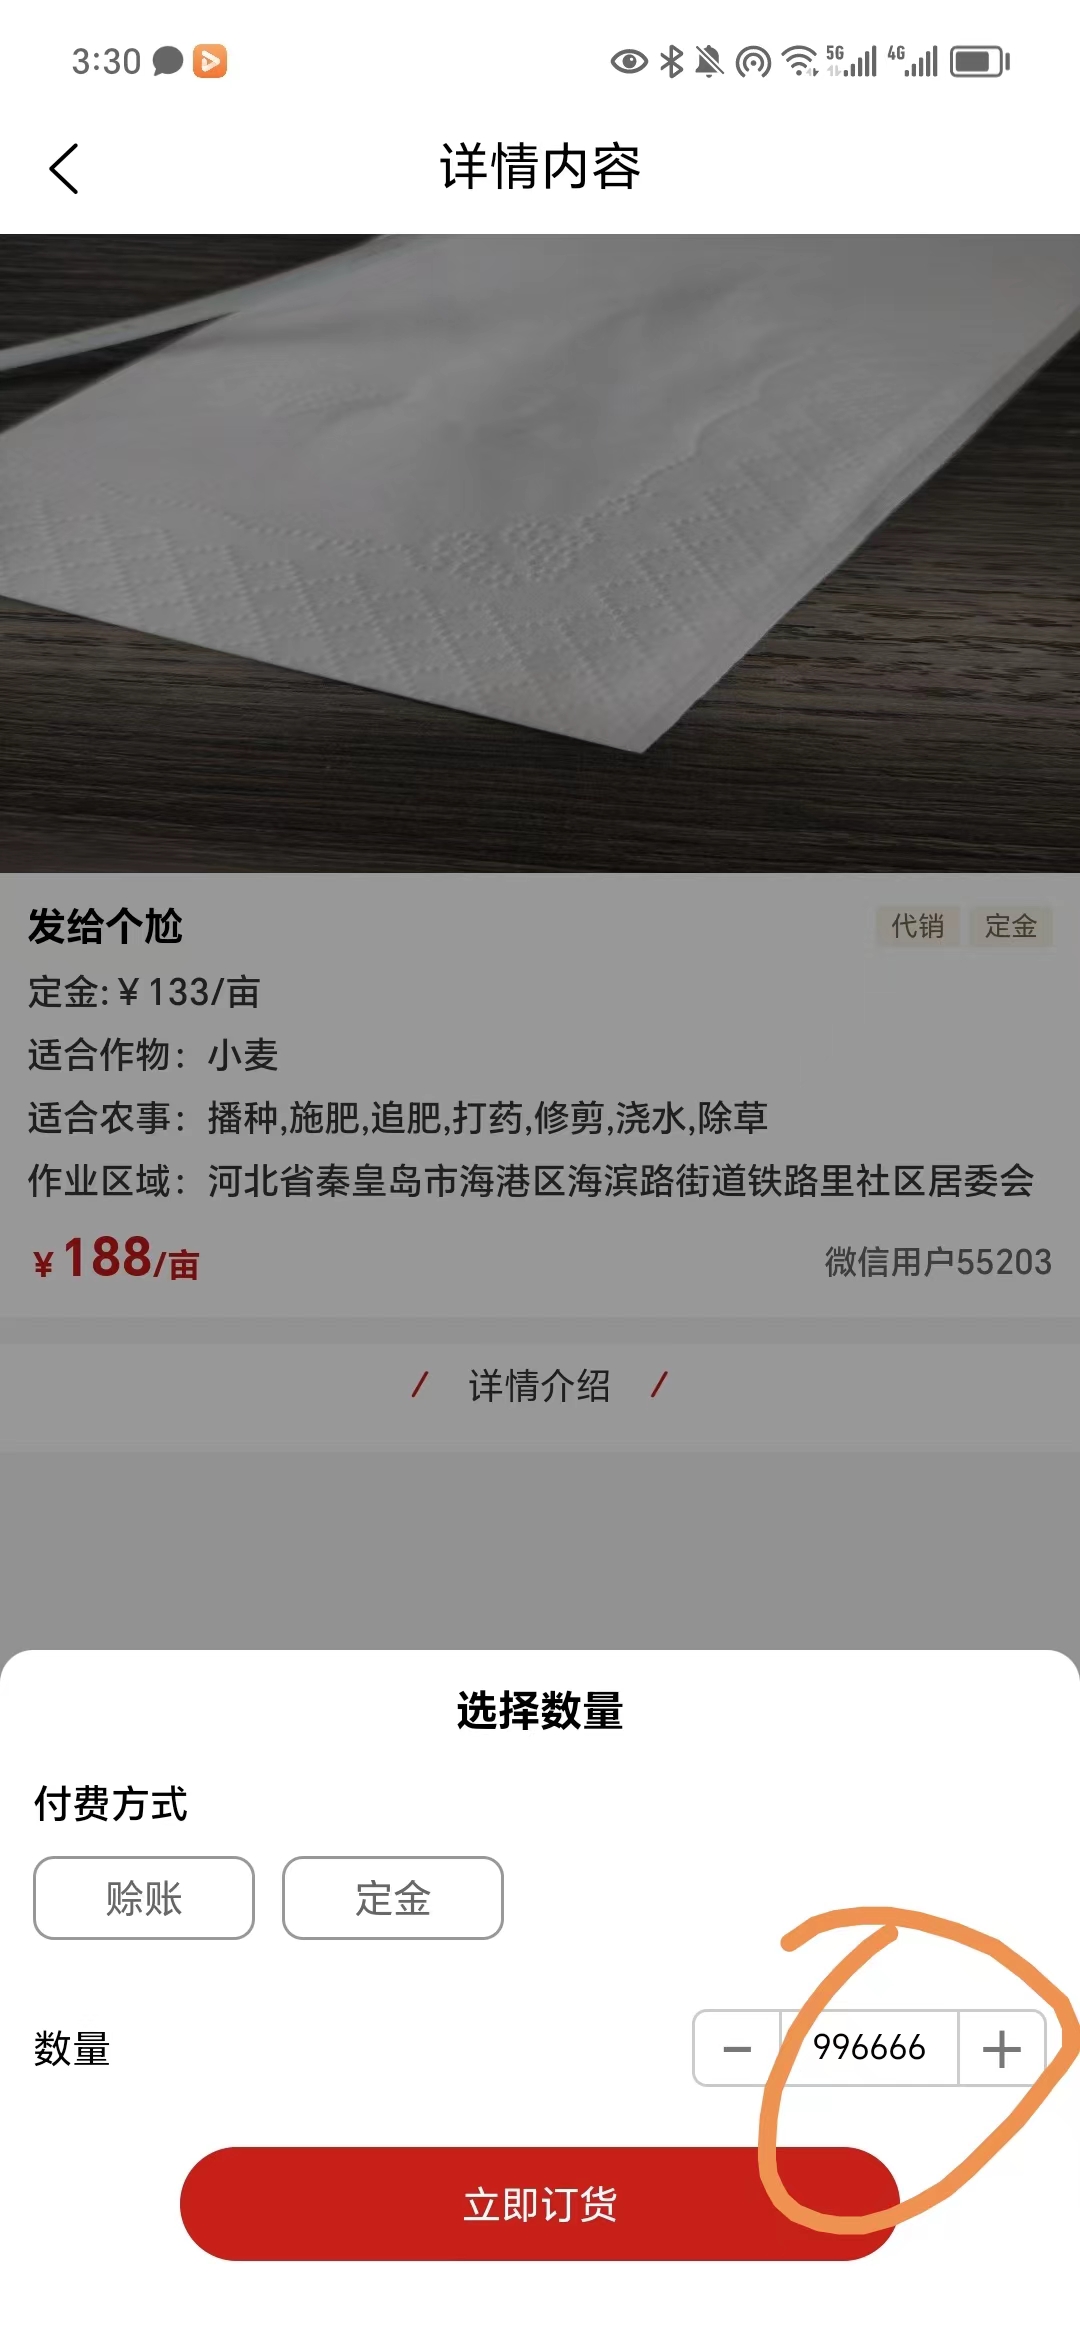 3:30 5G 4G
详情内容
发给个尬 代销 定金
定金:￥133/亩
适合作物：小麦
适合农事：播种,施肥,追肥,打药,修剪,浇水,除草
作业区域：河北省秦皇岛市海港区海滨路街道铁路里社区居委会
￥188/亩 微信用户55203
/ 详情介绍 /
选择数量
付费方式
赊账 定金
数量 － 996666 ＋
立即订货